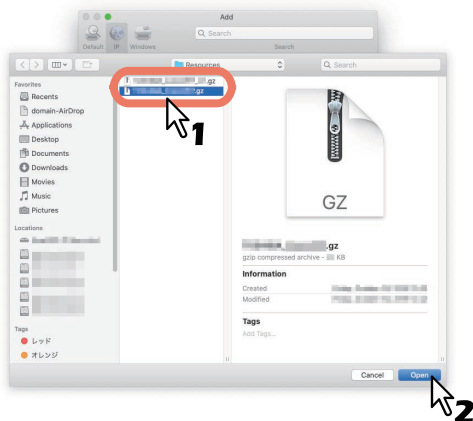 Add
Search
Default IP Windows Search
Resources Search
Favorites
Recents
domain-AirDrop
Applications
Desktop
Documents
Downloads
Movies
Music
Pictures
Locations
Tags
レッド
オレンジ
.gz
.gz
1
GZ
.gz
gzip compressed archive - KB
Information
Created
Modified
Tags
Add Tags...
Cancel Open
2